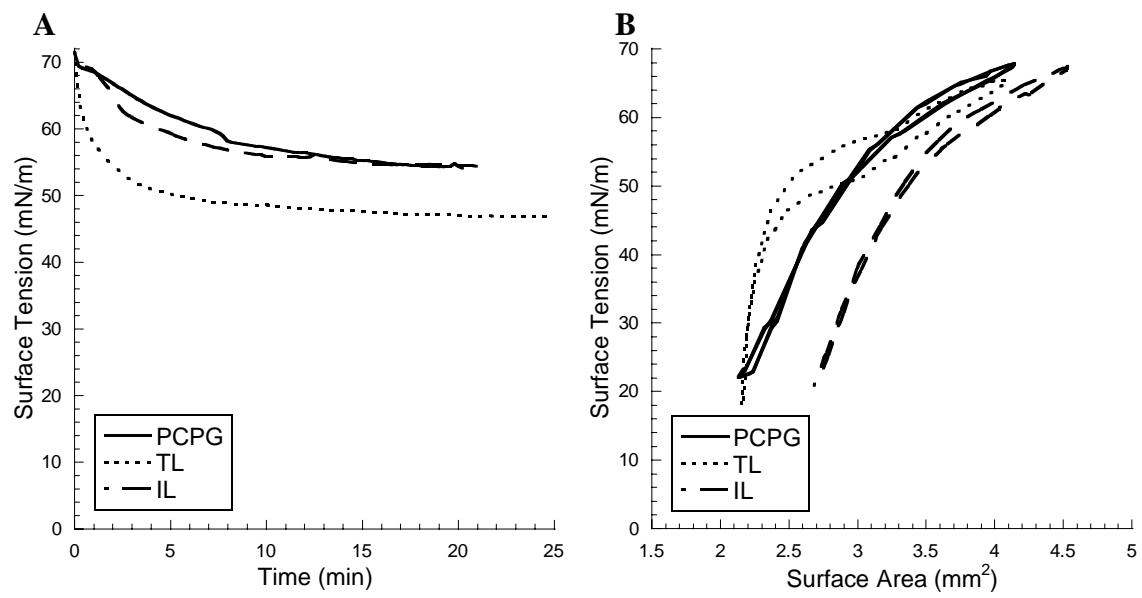 A
Surface Tension (mN/m)
70
60
50
40
30
20
10
0
PCPG
TL
IL
0 5 10 15 20 25
Time (min)
B
Surface Tension (mN/m)
70
60
50
40
30
20
10
0
PCPG
TL
IL
1.5 2 2.5 3 3.5 4 4.5 5
Surface Area (mm²)